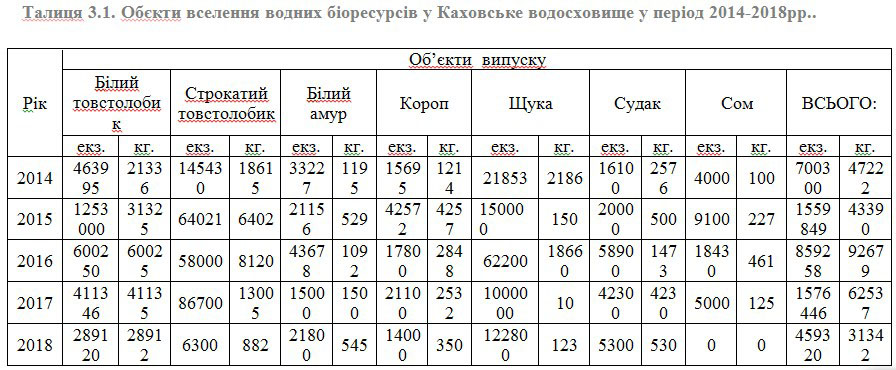 Талиця 3.1. Обєкти вселення водних біоресурсів у Каховське водосховище у період 2014-2018рр..
Рік Об’єкти випуску
Білий товстолобик Строкатий товстолобик Білий амур Короп Щука Судак Сом ВСЬОГО:
екз. кг. екз. кг. екз. кг. екз. кг. екз. кг. екз. кг. екз. кг. екз. кг.
2014 463995 21336 145430 18615 33227 1195 15695 1214 21853 2186 16100 2576 4000 100 700300 47222
2015 1253000 31325 64021 6402 21156 529 42572 4257 150000 150 20000 500 9100 227 1559849 43390
2016 600250 60025 58000 8120 43678 1092 17800 2848 62200 18660 58900 1473 18430 461 859258 92679
2017 411346 41135 86700 13005 15000 1500 21100 2532 1000000 10 42300 4230 5000 125 1576446 62537
2018 289120 28912 6300 882 21800 545 14000 350 122800 123 5300 530 0 0 459320 31342